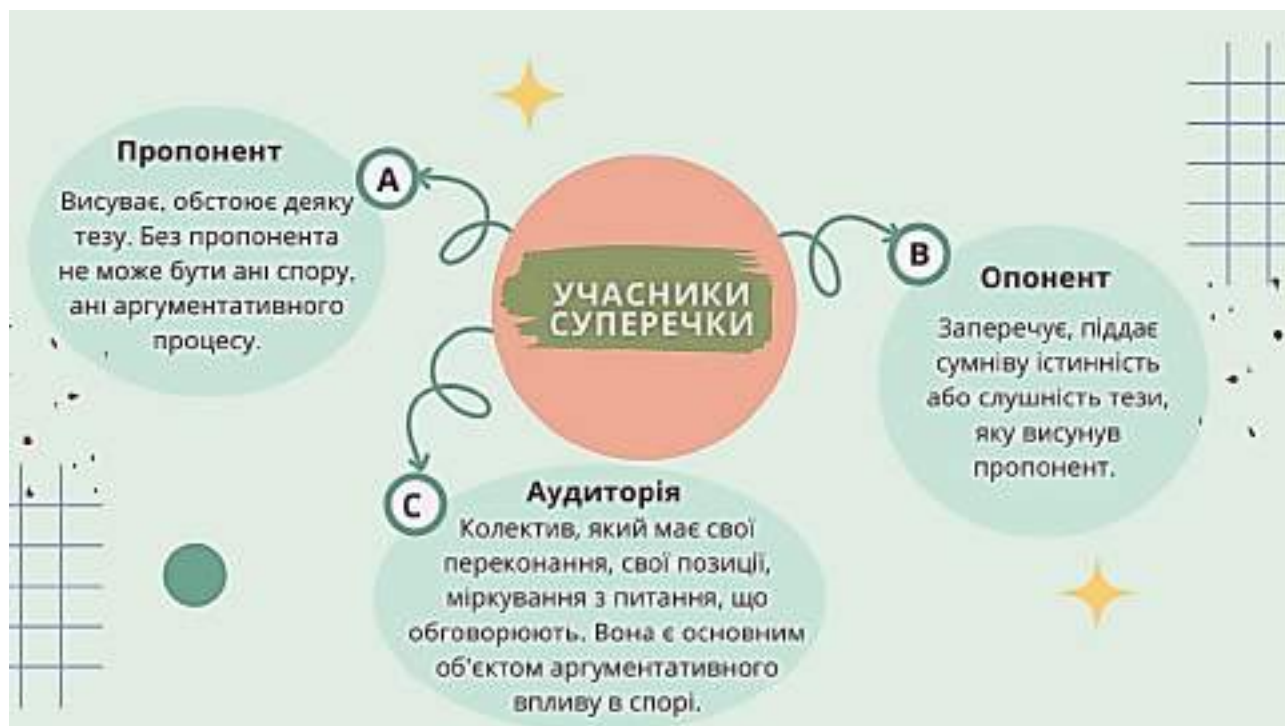 УЧАСНИКИ
СУПЕРЕЧКИ
A
Пропонент
Висуває, обстоює деяку
тезу. Без пропонента
не може бути ані спору,
ані аргументативного
процесу.
B
Опонент
Заперечує, піддає
сумніву істинність
або слушність тези,
яку висунув
пропонент.
C
Аудиторія
Колектив, який має свої
переконання, свої позиції,
міркування з питання, що
обговорюють. Вона є основним
об'єктом аргументативного
впливу в спорі.